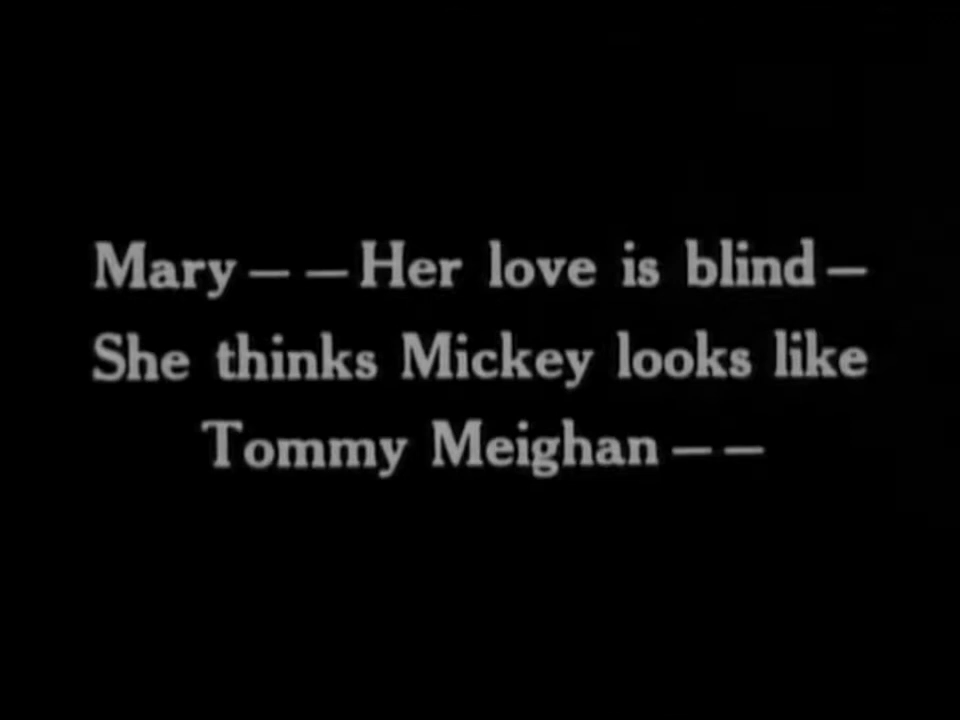 Mary — — Her love is blind —
She thinks Mickey looks like
Tommy Meighan — —